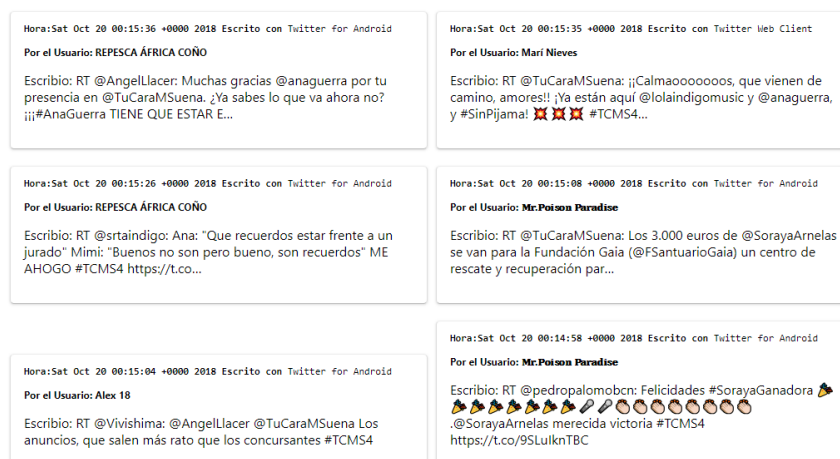 Hora:Sat Oct 20 00:15:36 +0000 2018 Escrito con Twitter for Android
Por el Usuario: REPESCA ÁFRICA COÑO
Escribio: RT @AngelLlacer: Muchas gracias @anaguerra por tu
presencia en @TuCaraMSuena. ¿Ya sabes lo que va ahora no?
¡¡¡#AnaGuerra TIENE QUE ESTAR E...
Hora:Sat Oct 20 00:15:35 +0000 2018 Escrito con Twitter Web Client
Por el Usuario: Marí Nieves
Escribio: RT @TuCaraMSuena: ¡¡Calmaooooooos, que vienen de
camino, amores!! ¡Ya están aquí @lolaindigomusic y @anaguerra,
y #SinPijama! 💥 💥 💥 #TCMS4...
Hora:Sat Oct 20 00:15:26 +0000 2018 Escrito con Twitter for Android
Por el Usuario: REPESCA ÁFRICA COÑO
Escribio: RT @srtaindigo: Ana: "Que recuerdos estar frente a un
jurado" Mimi: "Buenos no son pero bueno, son recuerdos" ME
AHOGO #TCMS4 https://t.co...
Hora:Sat Oct 20 00:15:08 +0000 2018 Escrito con Twitter for Android
Por el Usuario: Mr.Poison Paradise
Escribio: RT @TuCaraMSuena: Los 3.000 euros de @SorayaArnelas
se van para la Fundación Gaia (@FSantuarioGaia) un centro de
rescate y recuperación par...
Hora:Sat Oct 20 00:15:04 +0000 2018 Escrito con Twitter for Android
Por el Usuario: Alex 18
Escribio: RT @Vivishima: @AngelLlacer @TuCaraMSuena Los
anuncios, que salen más rato que los concursantes #TCMS4
Hora:Sat Oct 20 00:14:58 +0000 2018 Escrito con Twitter for Android
Por el Usuario: Mr.Poison Paradise
Escribio: RT @pedropalomobcn: Felicidades #SorayaGanadora 🎉
🎉🎉🎉🎉🎉🎉🎉🎤🎤👏🏻👏🏻👏🏻👏🏻👏🏻👏🏻👏🏻👏🏻
.@SorayaArnelas merecida victoria #TCMS4
https://t.co/9SLuIknTBC